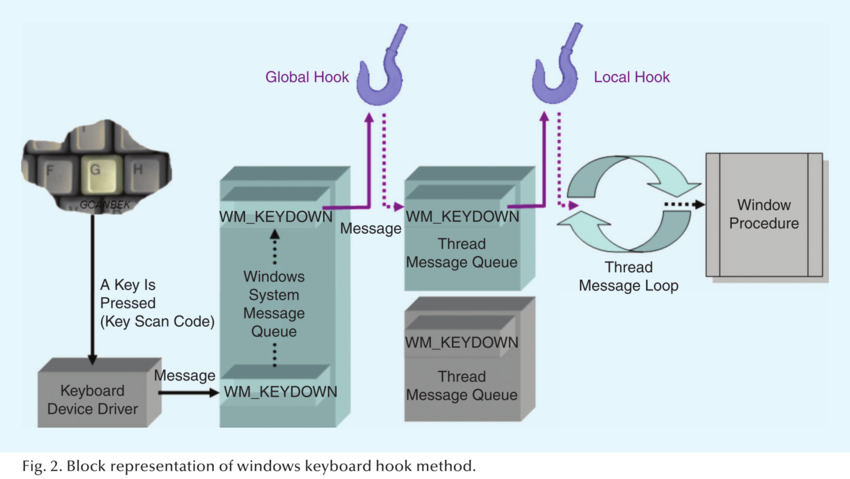 Global Hook
Local Hook
F
G
H
GCANBEK
WM_KEYDOWN
Message
WM_KEYDOWN
Thread
Message Queue
Window
Procedure
Thread
Message Loop
A Key Is
Pressed
(Key Scan Code)
Windows
System
Message
Queue
WM_KEYDOWN
Thread
Message Queue
Keyboard
Device Driver
Message
WM_KEYDOWN
Fig. 2. Block representation of windows keyboard hook method.